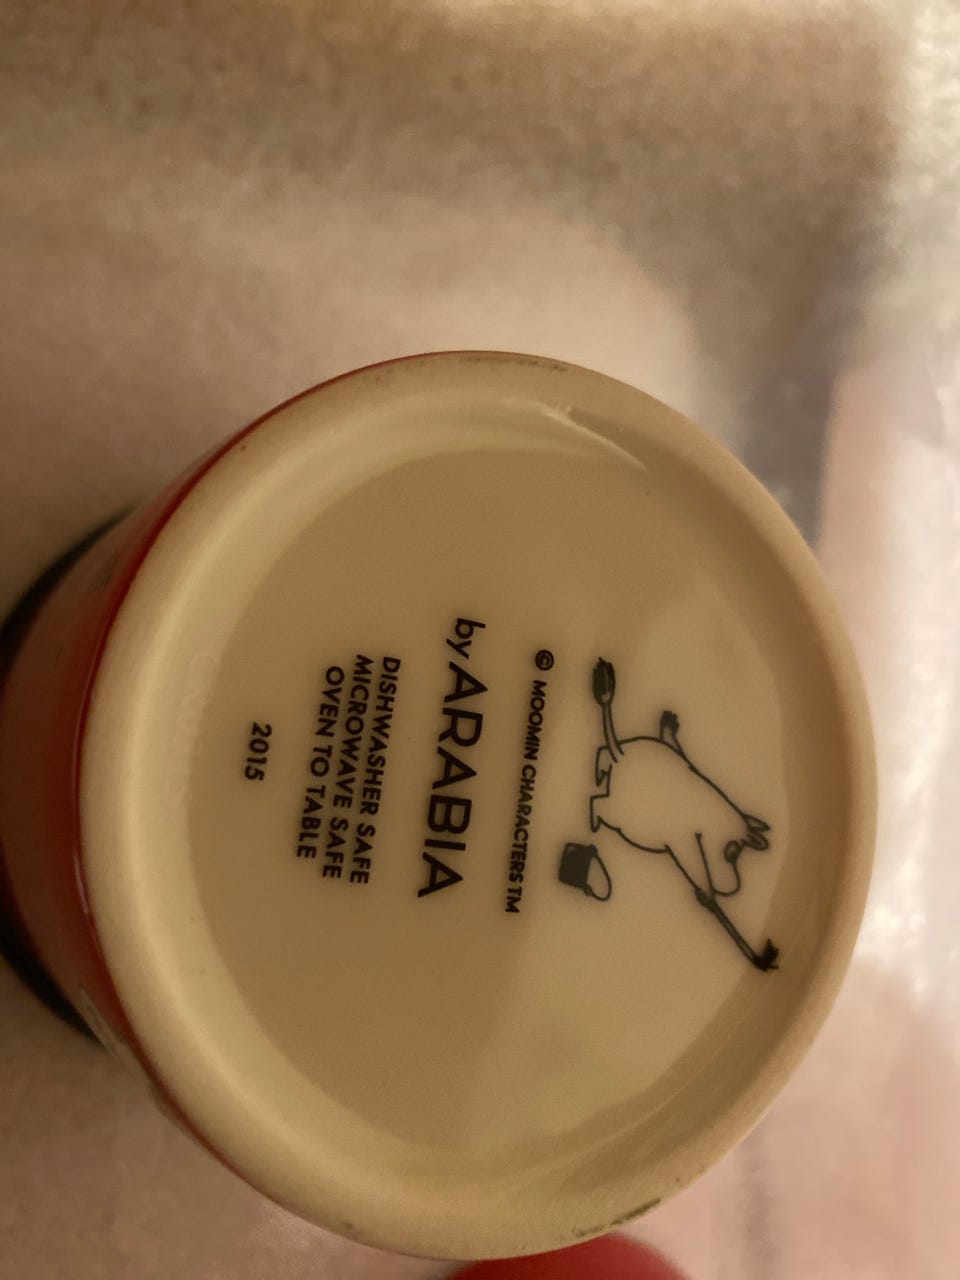 © MOOMIN CHARACTERS TM
by ARABIA
DISHWASHER SAFE
MICROWAVE SAFE
OVEN TO TABLE
2015